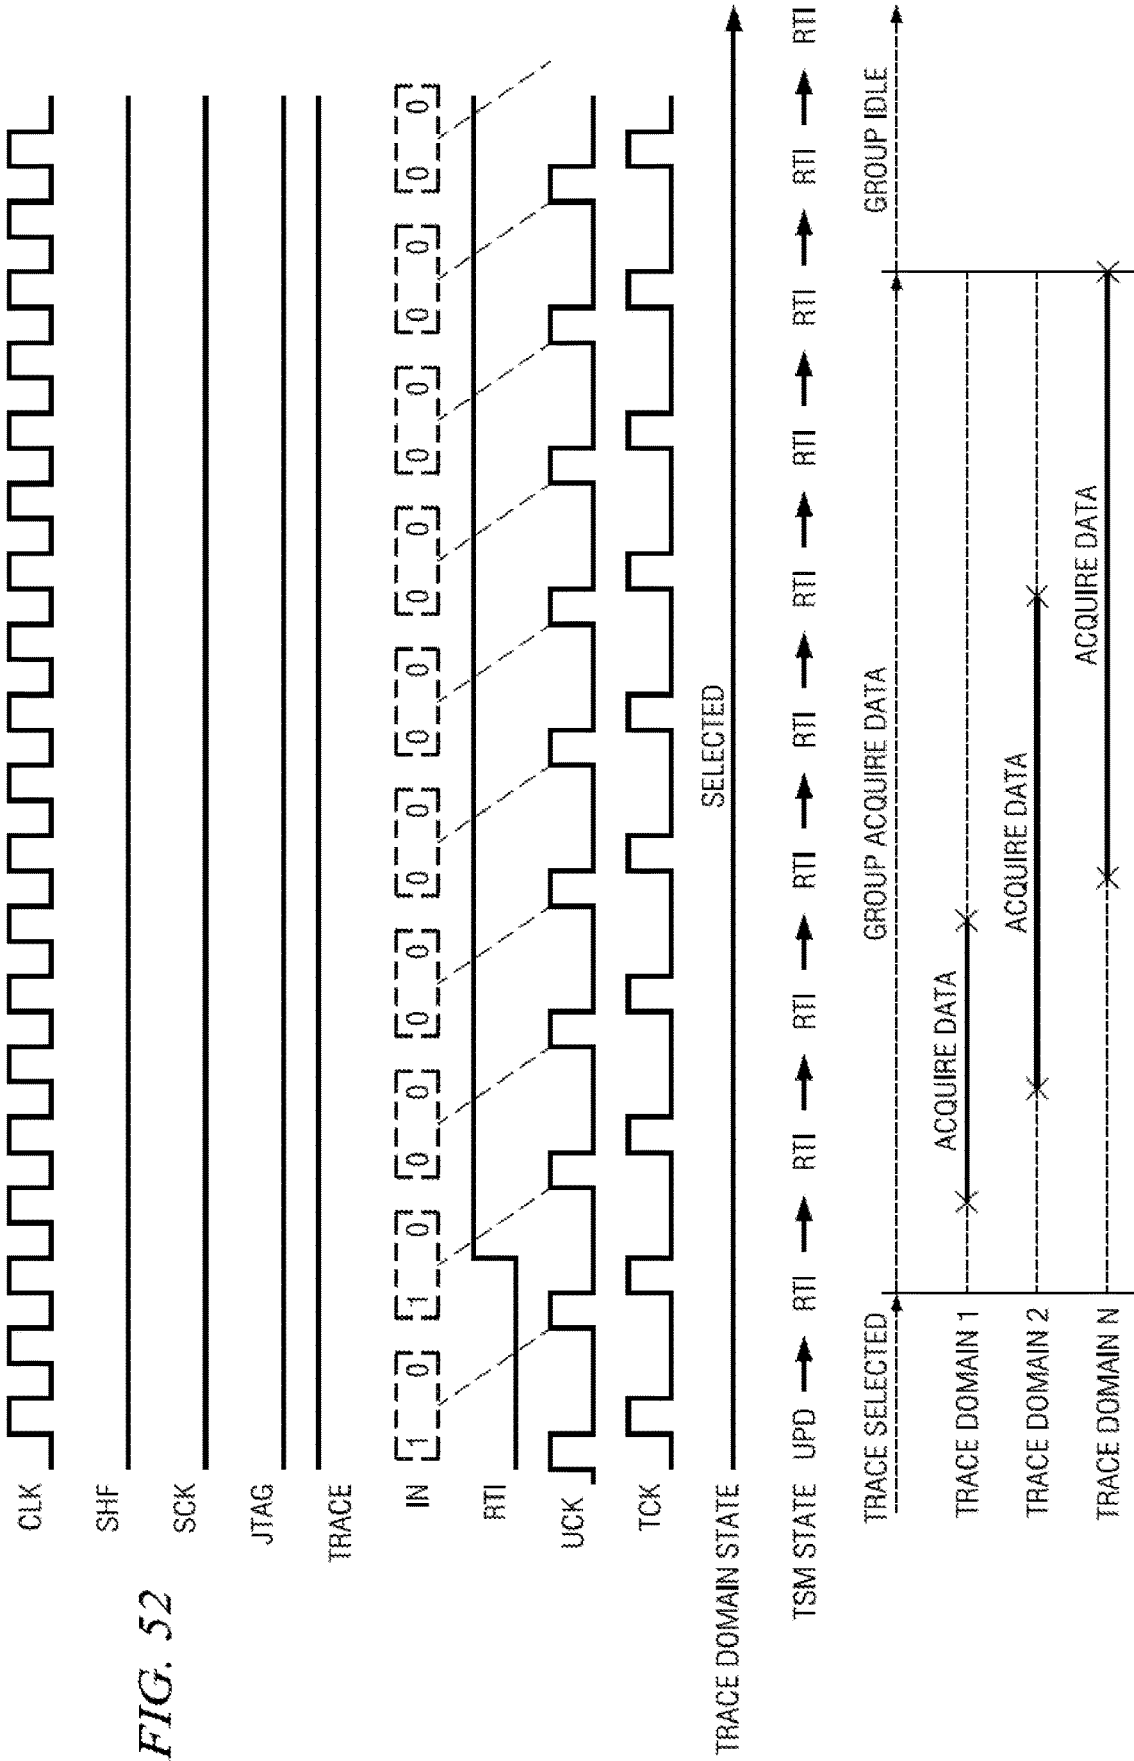 CLK
SHF
FIG. 52
SCK
JTAG
TRACE
IN 1 0 1 0 0 0 0 0 0 0 0 0 0 0 0 0 0 0 0 0
RTI
UCK
TCK
SELECTED
TRACE DOMAIN STATE
TSM STATE UPD RTI RTI RTI RTI RTI RTI RTI RTI RTI RTI
TRACE SELECTED GROUP ACQUIRE DATA GROUP IDLE
ACQUIRE DATA
TRACE DOMAIN 1
ACQUIRE DATA
TRACE DOMAIN 2
ACQUIRE DATA
TRACE DOMAIN N